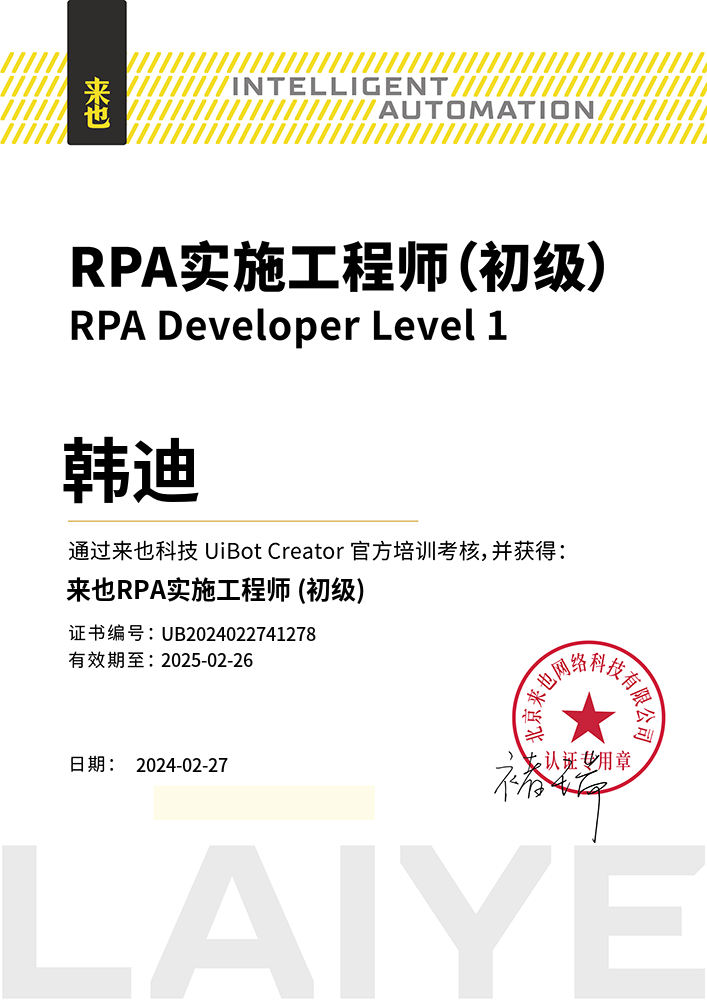 来也
INTELLIGENT
AUTOMATION
RPA实施工程师（初级）
RPA Developer Level 1
韩迪
通过来也科技 UiBot Creator 官方培训考核，并获得：
来也RPA实施工程师 (初级)
证书编号：UB2024022741278
有效期至：2025-02-26
北京来也网络科技有限公司
认证专用章
日期： 2024-02-27
LAIYE